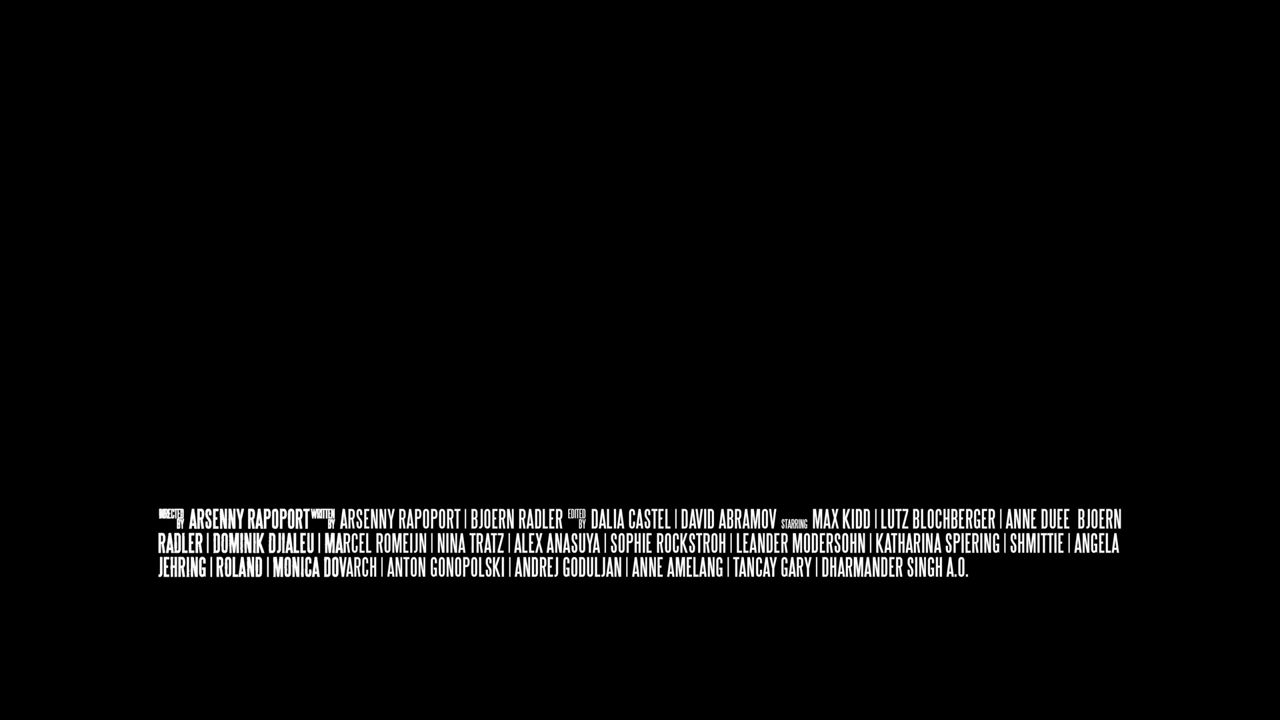 DIRECTED BY ARSENNY RAPOPORT WRITTEN BY ARSENNY RAPOPORT | BJOERN RADLER EDITED BY DALIA CASTEL | DAVID ABRAMOV STARRING MAX KIDD | LUTZ BLOCHBERGER | ANNE DUEE BJOERN
RADLER | DOMINIK DJIALEU | MARCEL ROMEIJN | NINA TRATZ | ALEX ANASUYA | SOPHIE ROCKSTROH | LEANDER MODERSOHN | KATHARINA SPIERING | SHMITTIE | ANGELA
JEHRING | ROLAND | MONICA DOVARCH | ANTON GONOPOLSKI | ANDREJ GODULJAN | ANNE AMELANG | TANCAY GARY | DHARMANDER SINGH A.O.